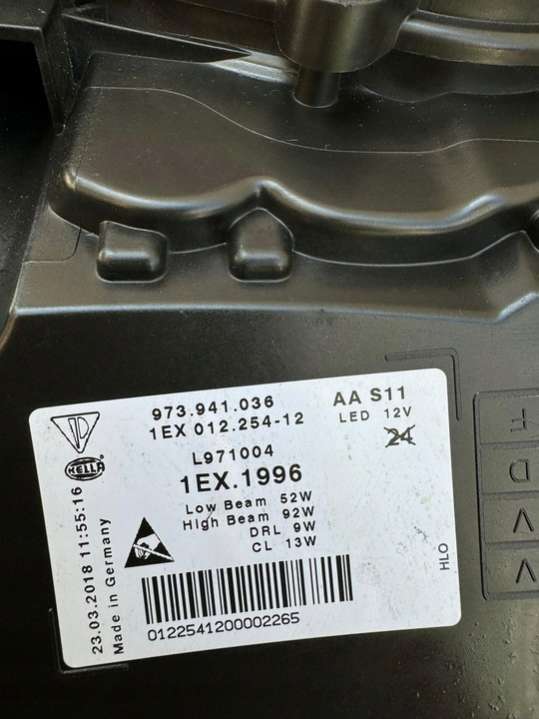 973.941.036
AA S11
1EX 012.254-12
LED 12V
24
L971004
1EX.1996
Low Beam 52W
High Beam 92W
DRL 9W
CL 13W
HELLA
23.03.2018 11:55:16
Made in Germany
0122541200002265
HLO
D
V
V